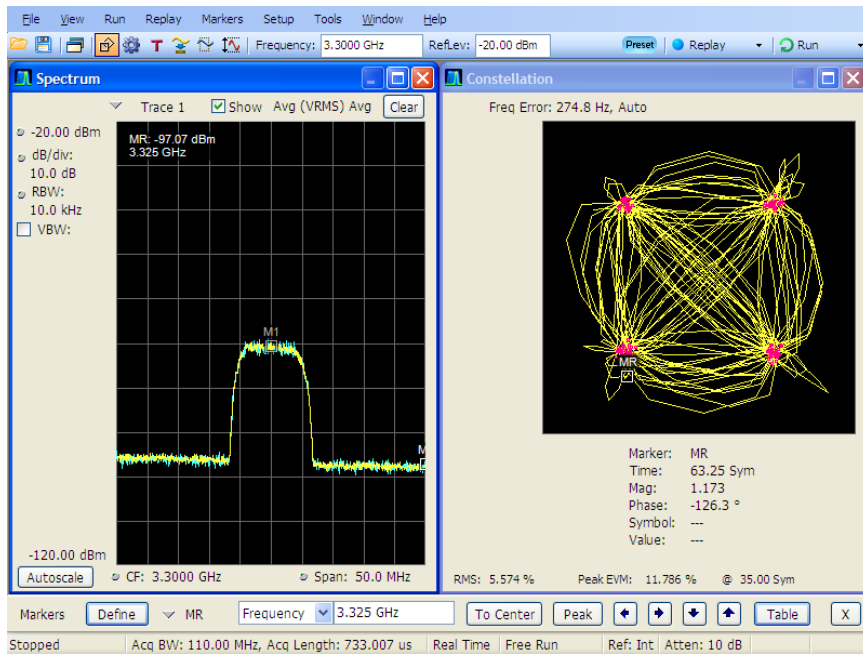 File View Run Replay Markers Setup Tools Window Help
Frequency: 3.3000 GHz RefLev: -20.00 dBm Preset Replay Run
Spectrum
Trace 1 Show Avg (VRMS) Avg Clear
-20.00 dBm
dB/div:
10.0 dB
RBW:
10.0 kHz
VBW:
MR: -97.07 dBm
3.325 GHz
M1
M
-120.00 dBm
Autoscale CF: 3.3000 GHz Span: 50.0 MHz
Constellation
Freq Error: 274.8 Hz, Auto
MR
Marker: MR
Time: 63.25 Sym
Mag: 1.173
Phase: -126.3 °
Symbol: ---
Value: ---
RMS: 5.574 % Peak EVM: 11.786 % @ 35.00 Sym
Markers Define MR Frequency 3.325 GHz To Center Peak Table X
Stopped Acq BW: 110.00 MHz, Acq Length: 733.007 us Real Time Free Run Ref: Int Atten: 10 dB